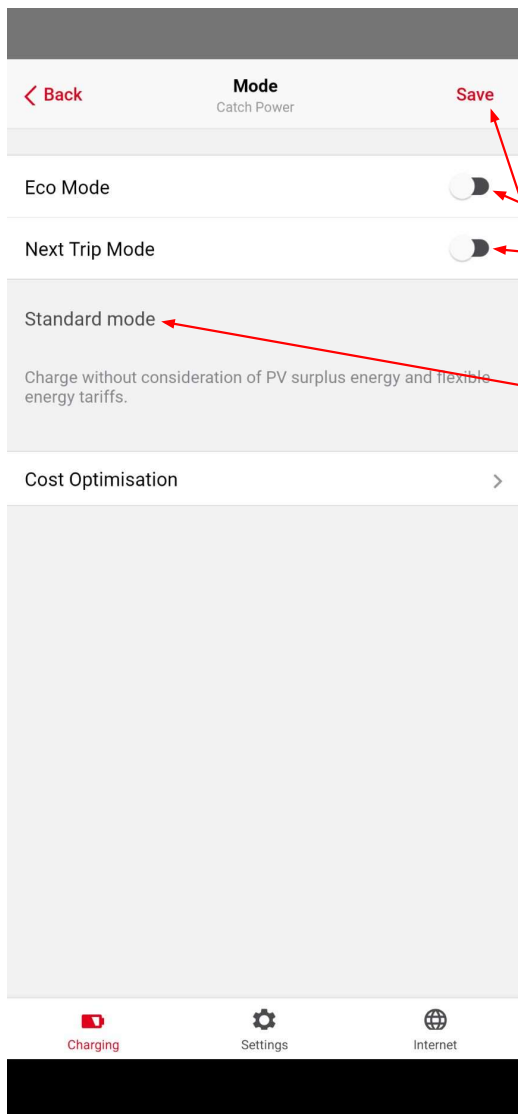 Back
Mode
Save
Catch Power
Eco Mode
Next Trip Mode
Standard mode
Charge without consideration of PV surplus energy and flexible
energy tariffs.
Cost Optimisation
Charging
Settings
Internet